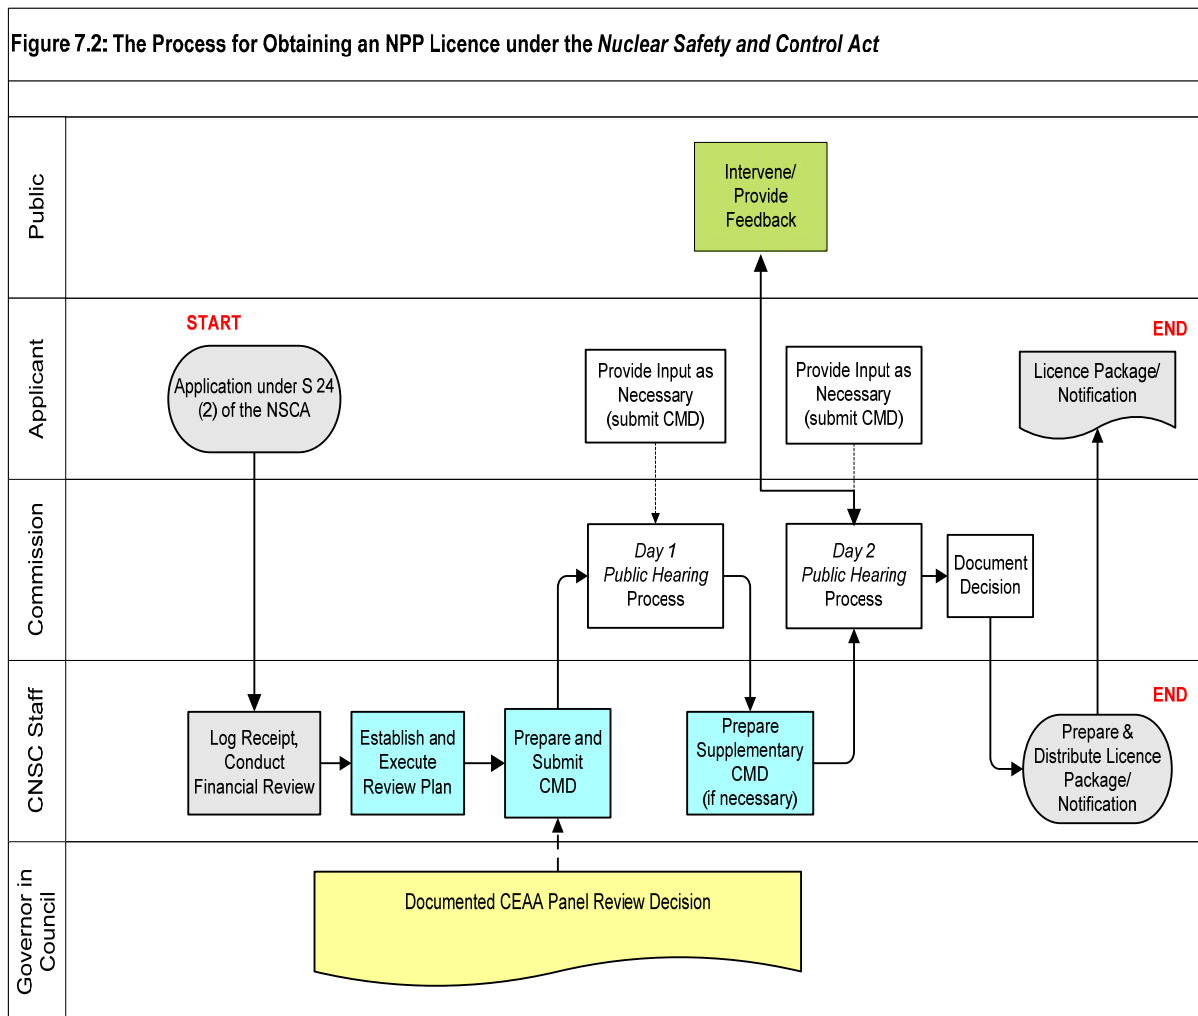 Figure 7.2: The Process for Obtaining an NPP Licence under the Nuclear Safety and Control Act
Public
Intervene/
Provide
Feedback
Applicant
START
Application under S 24
(2) of the NSCA
Provide Input as
Necessary
(submit CMD)
Provide Input as
Necessary
(submit CMD)
END
Licence Package/
Notification
Commission
Day 1
Public Hearing
Process
Day 2
Public Hearing
Process
Document
Decision
CNSC Staff
Log Receipt,
Conduct
Financial Review
Establish and
Execute
Review Plan
Prepare and
Submit
CMD
Prepare
Supplementary
CMD
(if necessary)
END
Prepare &
Distribute Licence
Package/
Notification
Governor in
Council
Documented CEAA Panel Review Decision